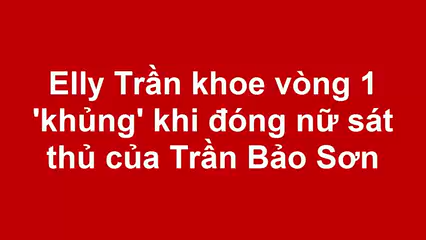 Elly Trần khoe vòng 1
'khủng' khi đóng nữ sát
thủ của Trần Bảo Sơn